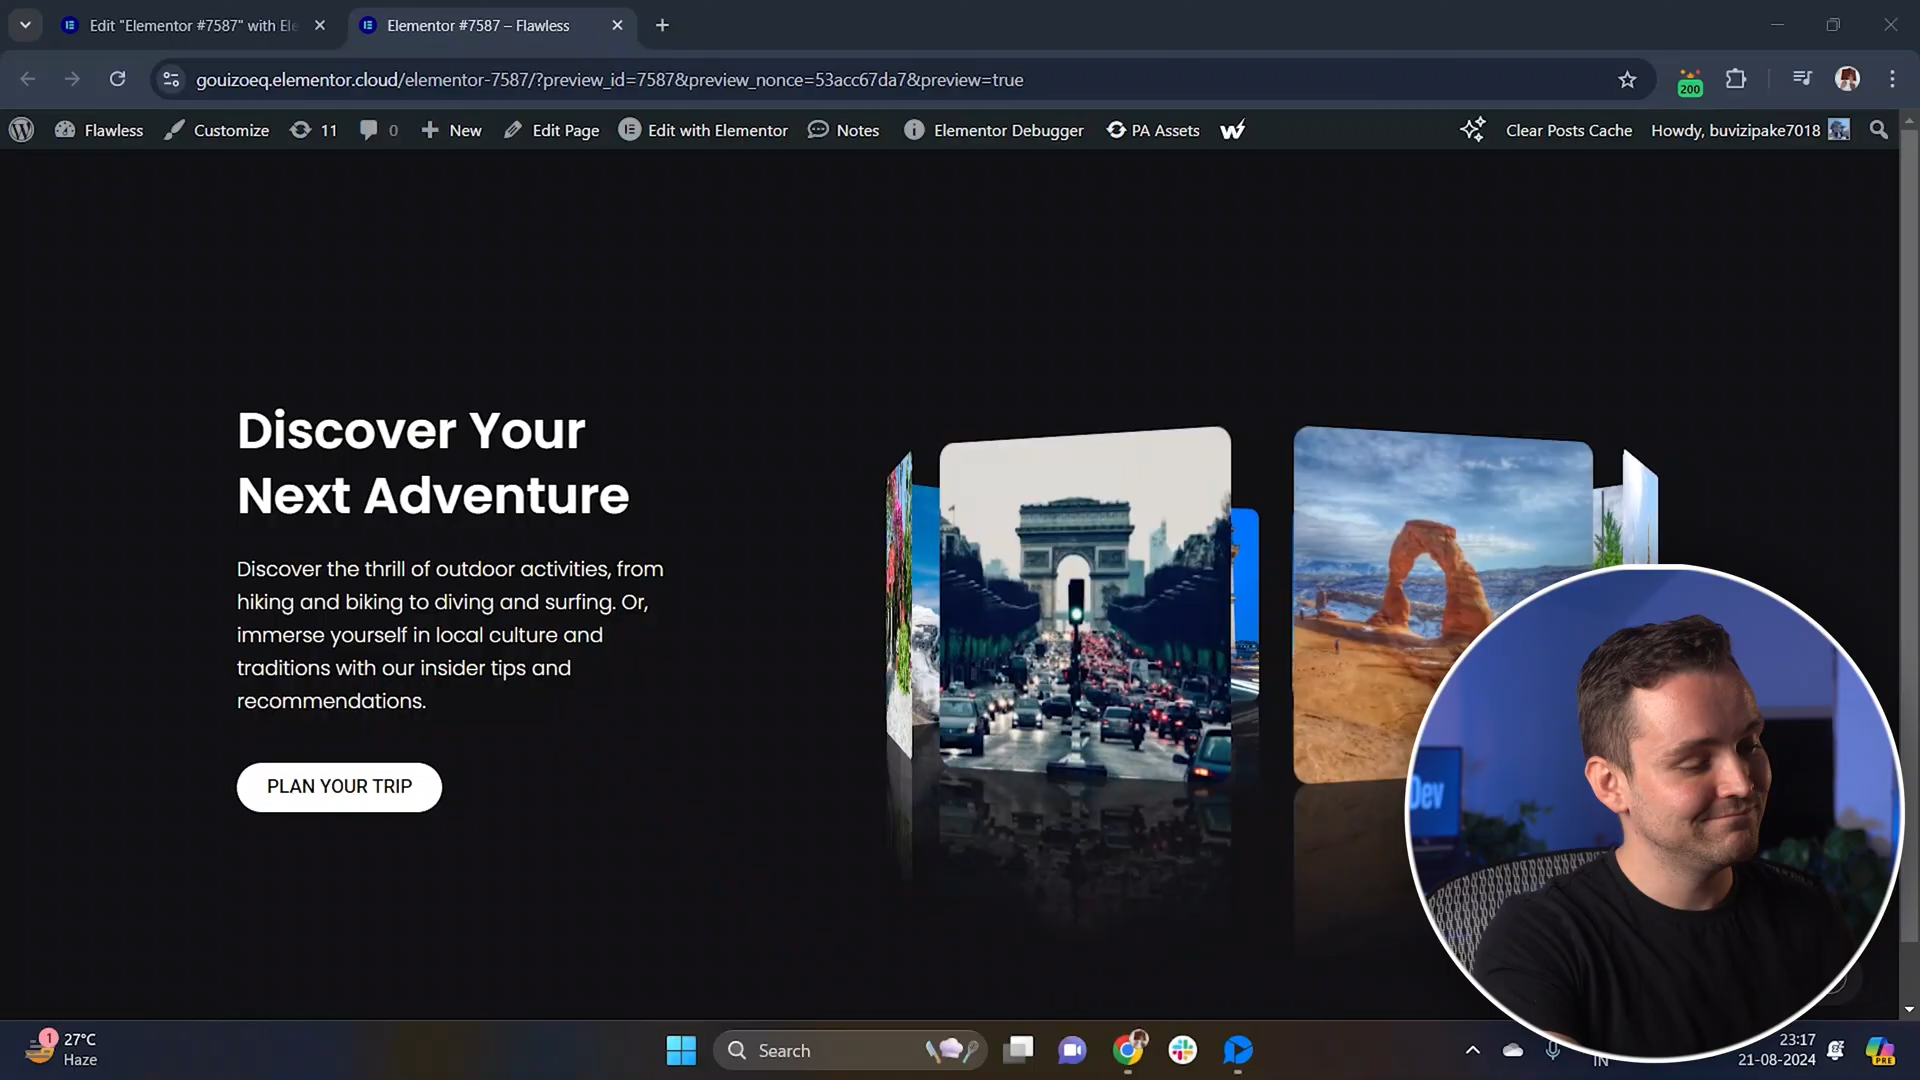 Edit "Elementor #7587" with Ele
Elementor #7587 – Flawless
gouizoeq.elementor.cloud/elementor-7587/?preview_id=7587&preview_nonce=53acc67da7&preview=true
200
Flawless
Customize
11
0
New
Edit Page
Edit with Elementor
Notes
Elementor Debugger
PA Assets
Clear Posts Cache
Howdy, buvizipake7018
Discover Your
Next Adventure
Discover the thrill of outdoor activities, from
hiking and biking to diving and surfing. Or,
immerse yourself in local culture and
traditions with our insider tips and
recommendations.
PLAN YOUR TRIP
Dev
1
27°C
Haze
Search
IN
23:17
21-08-2024
PRE